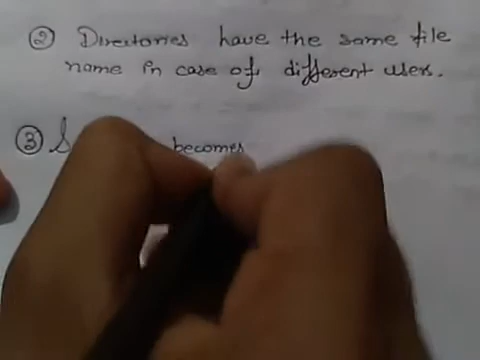 ② Directories have the same file
name in case of different users.
③ becomes